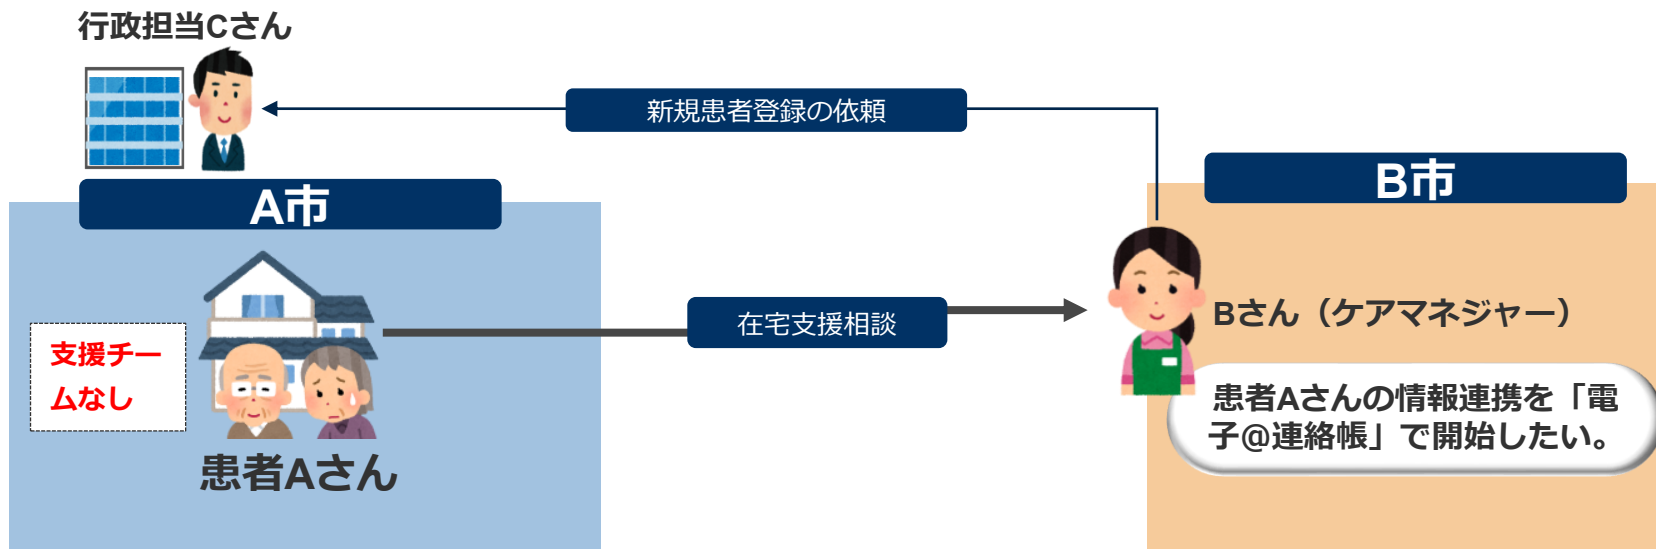 行政担当Cさん
新規患者登録の依頼
A市
B市
在宅支援相談
Bさん（ケアマネジャー）
支援チー
ムなし
患者Aさんの情報連携を「電
子@連絡帳」で開始したい。
患者Aさん